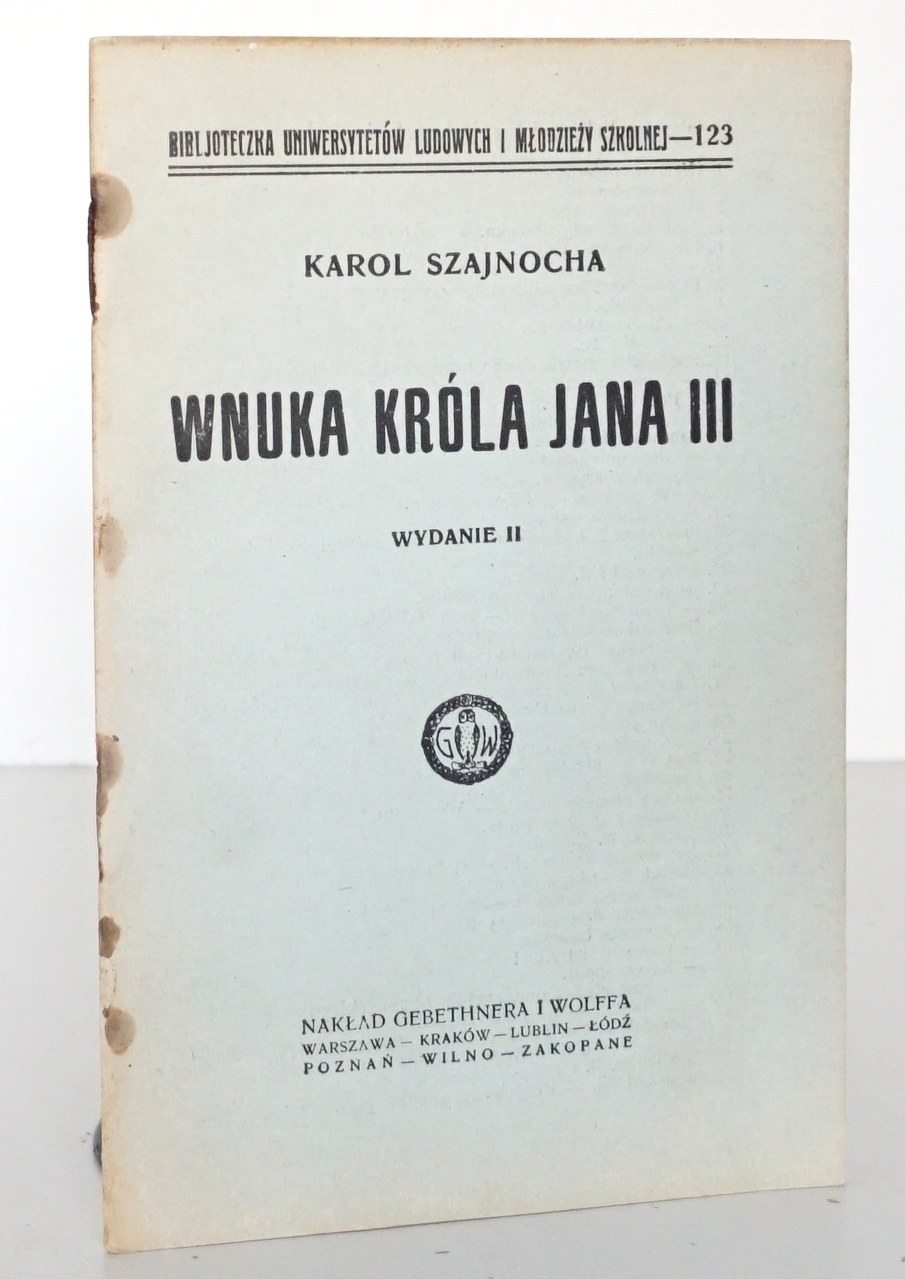 BIBLJOTECZKA UNIWERSYTETÓW LUDOWYCH I MŁODZIEŻY SZKOLNEJ—123
KAROL SZAJNOCHA
WNUKA KRÓLA JANA III
WYDANIE II
G W
NAKŁAD GEBETHNERA I WOLFFA
WARSZAWA — KRAKÓW — LUBLIN — ŁÓDŹ
POZNAŃ — WILNO — ZAKOPANE